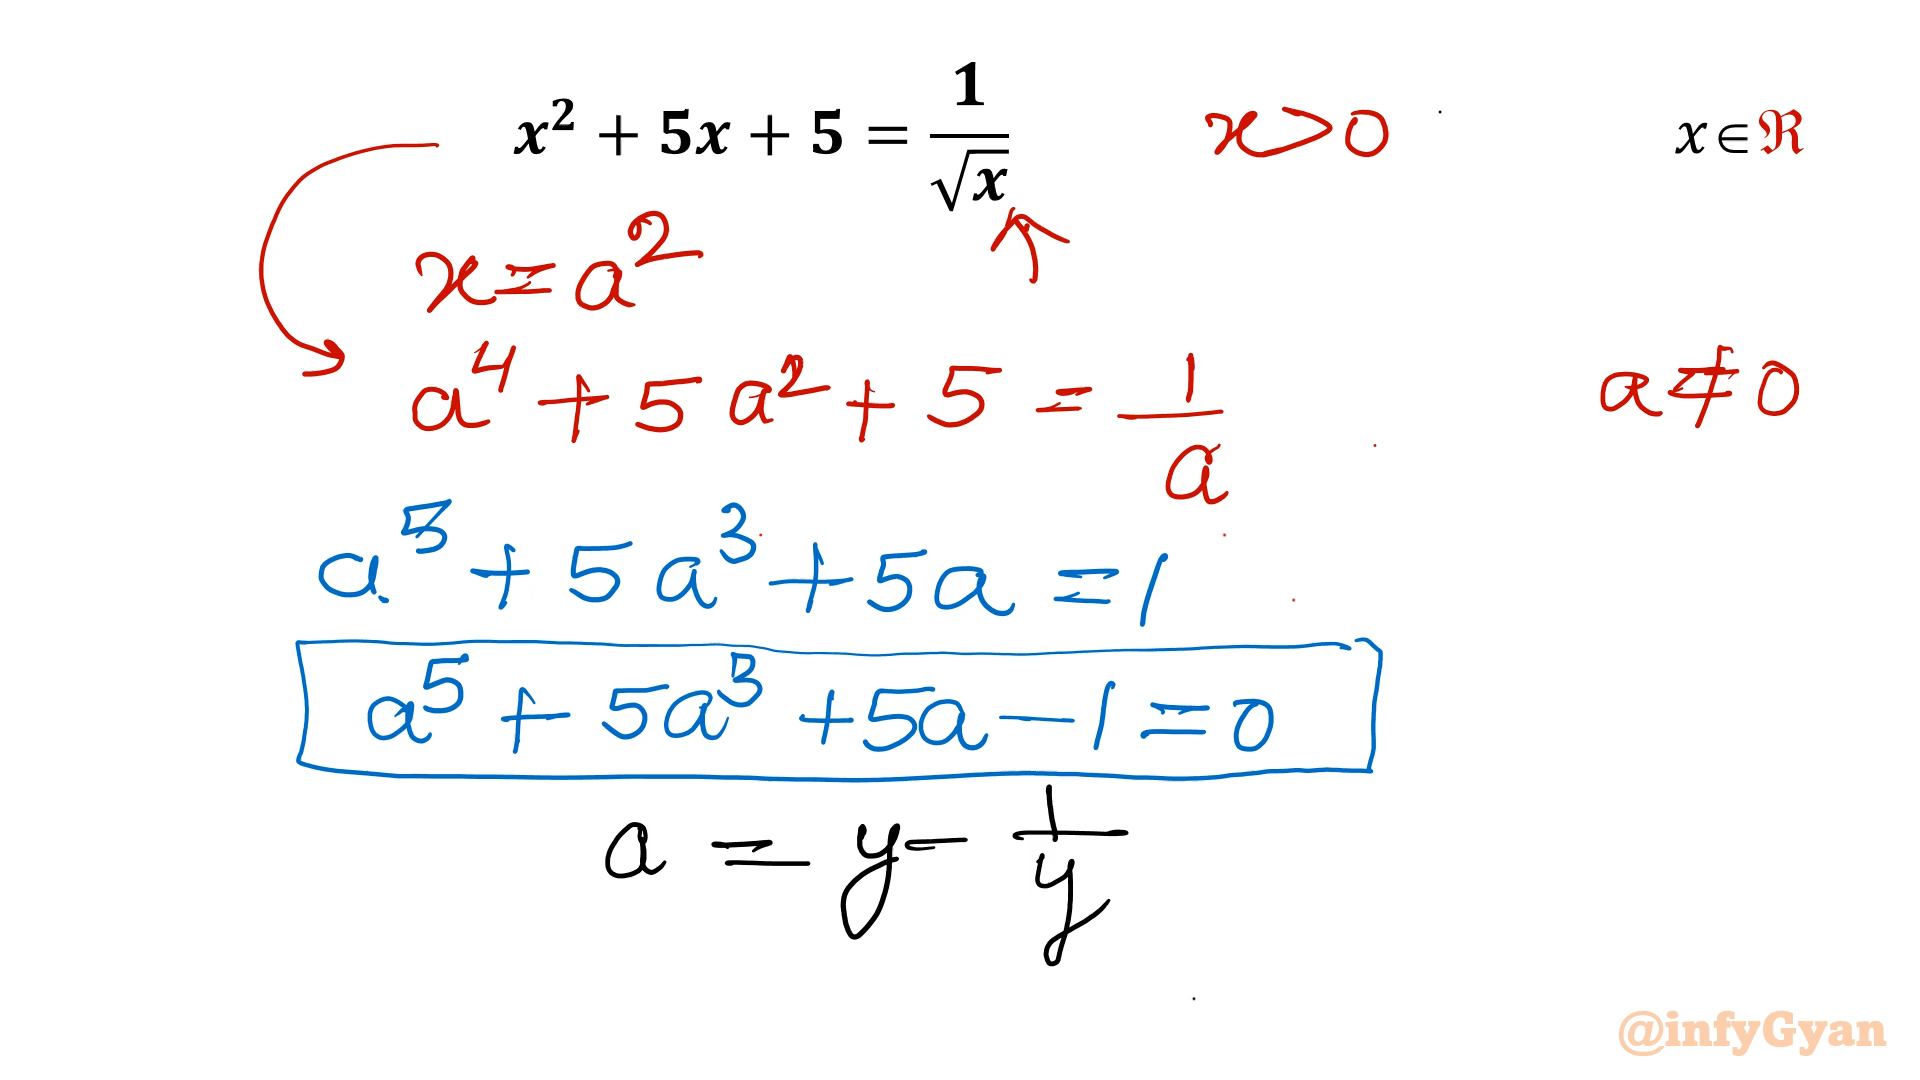 x² + 5x + 5 = 1/√x x>0 x∈ℜ
x = a²
a⁴ + 5a² + 5 = 1/a a ≠ 0
a⁵ + 5a³ + 5a = 1
a⁵ + 5a³ + 5a − 1 = 0
a = y − 1/y
@infyGyan